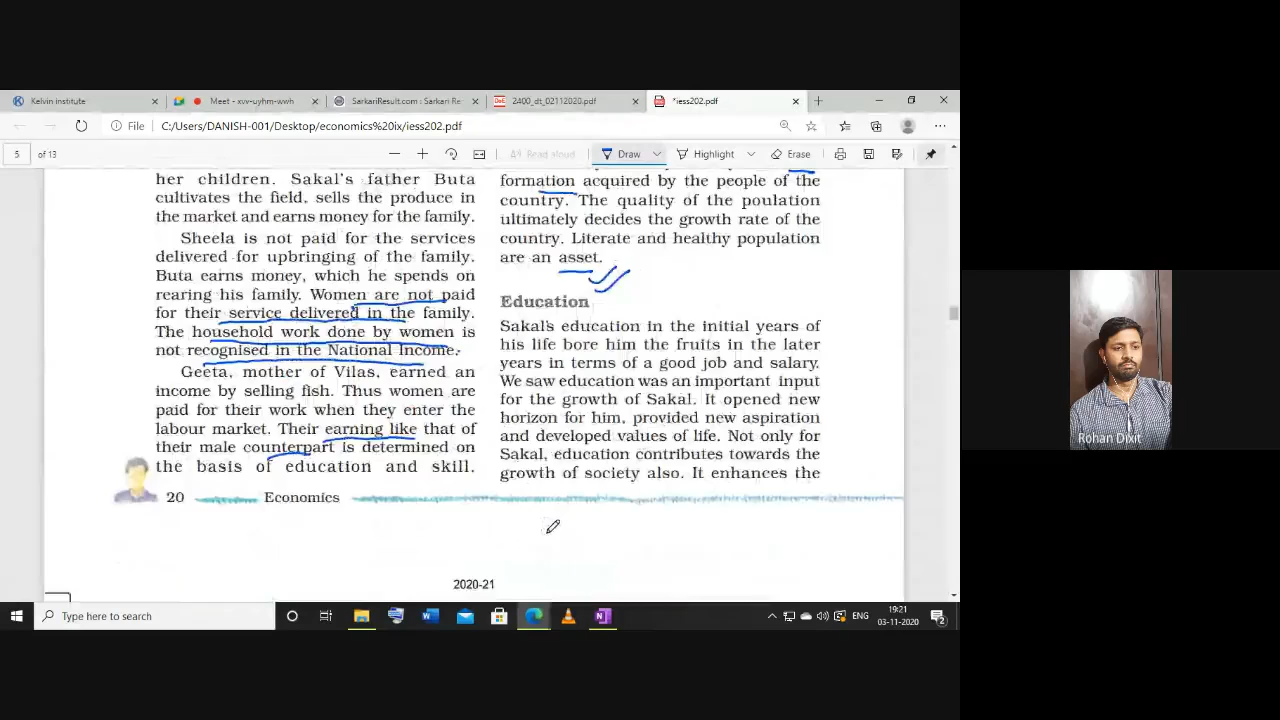 Kelvin institute
Meet - xvv-uyhm-wwh
SarkariResult.com : Sarkari Re
2400_dt_02112020.pdf
*iess202.pdf
File
C:/Users/DANISH-001/Desktop/economics%20ix/iess202.pdf
5 of 13
Read aloud
Draw
Highlight
Erase
her children. Sakal's father Buta
cultivates the field, sells the produce in
the market and earns money for the family.
Sheela is not paid for the services
delivered for upbringing of the family.
Buta earns money, which he spends on
rearing his family. Women are not paid
for their service delivered in the family.
The household work done by women is
not recognised in the National Income.
Geeta, mother of Vilas, earned an
income by selling fish. Thus women are
paid for their work when they enter the
labour market. Their earning like that of
their male counterpart is determined on
the basis of education and skill.
formation acquired by the people of the
country. The quality of the poulation
ultimately decides the growth rate of the
country. Literate and healthy population
are an asset.
Education
Sakal's education in the initial years of
his life bore him the fruits in the later
years in terms of a good job and salary.
We saw education was an important input
for the growth of Sakal. It opened new
horizon for him, provided new aspiration
and developed values of life. Not only for
Sakal, education contributes towards the
growth of society also. It enhances the
20 Economics
2020-21
Rohan Dixit
Type here to search
ENG
19:21
03-11-2020
2